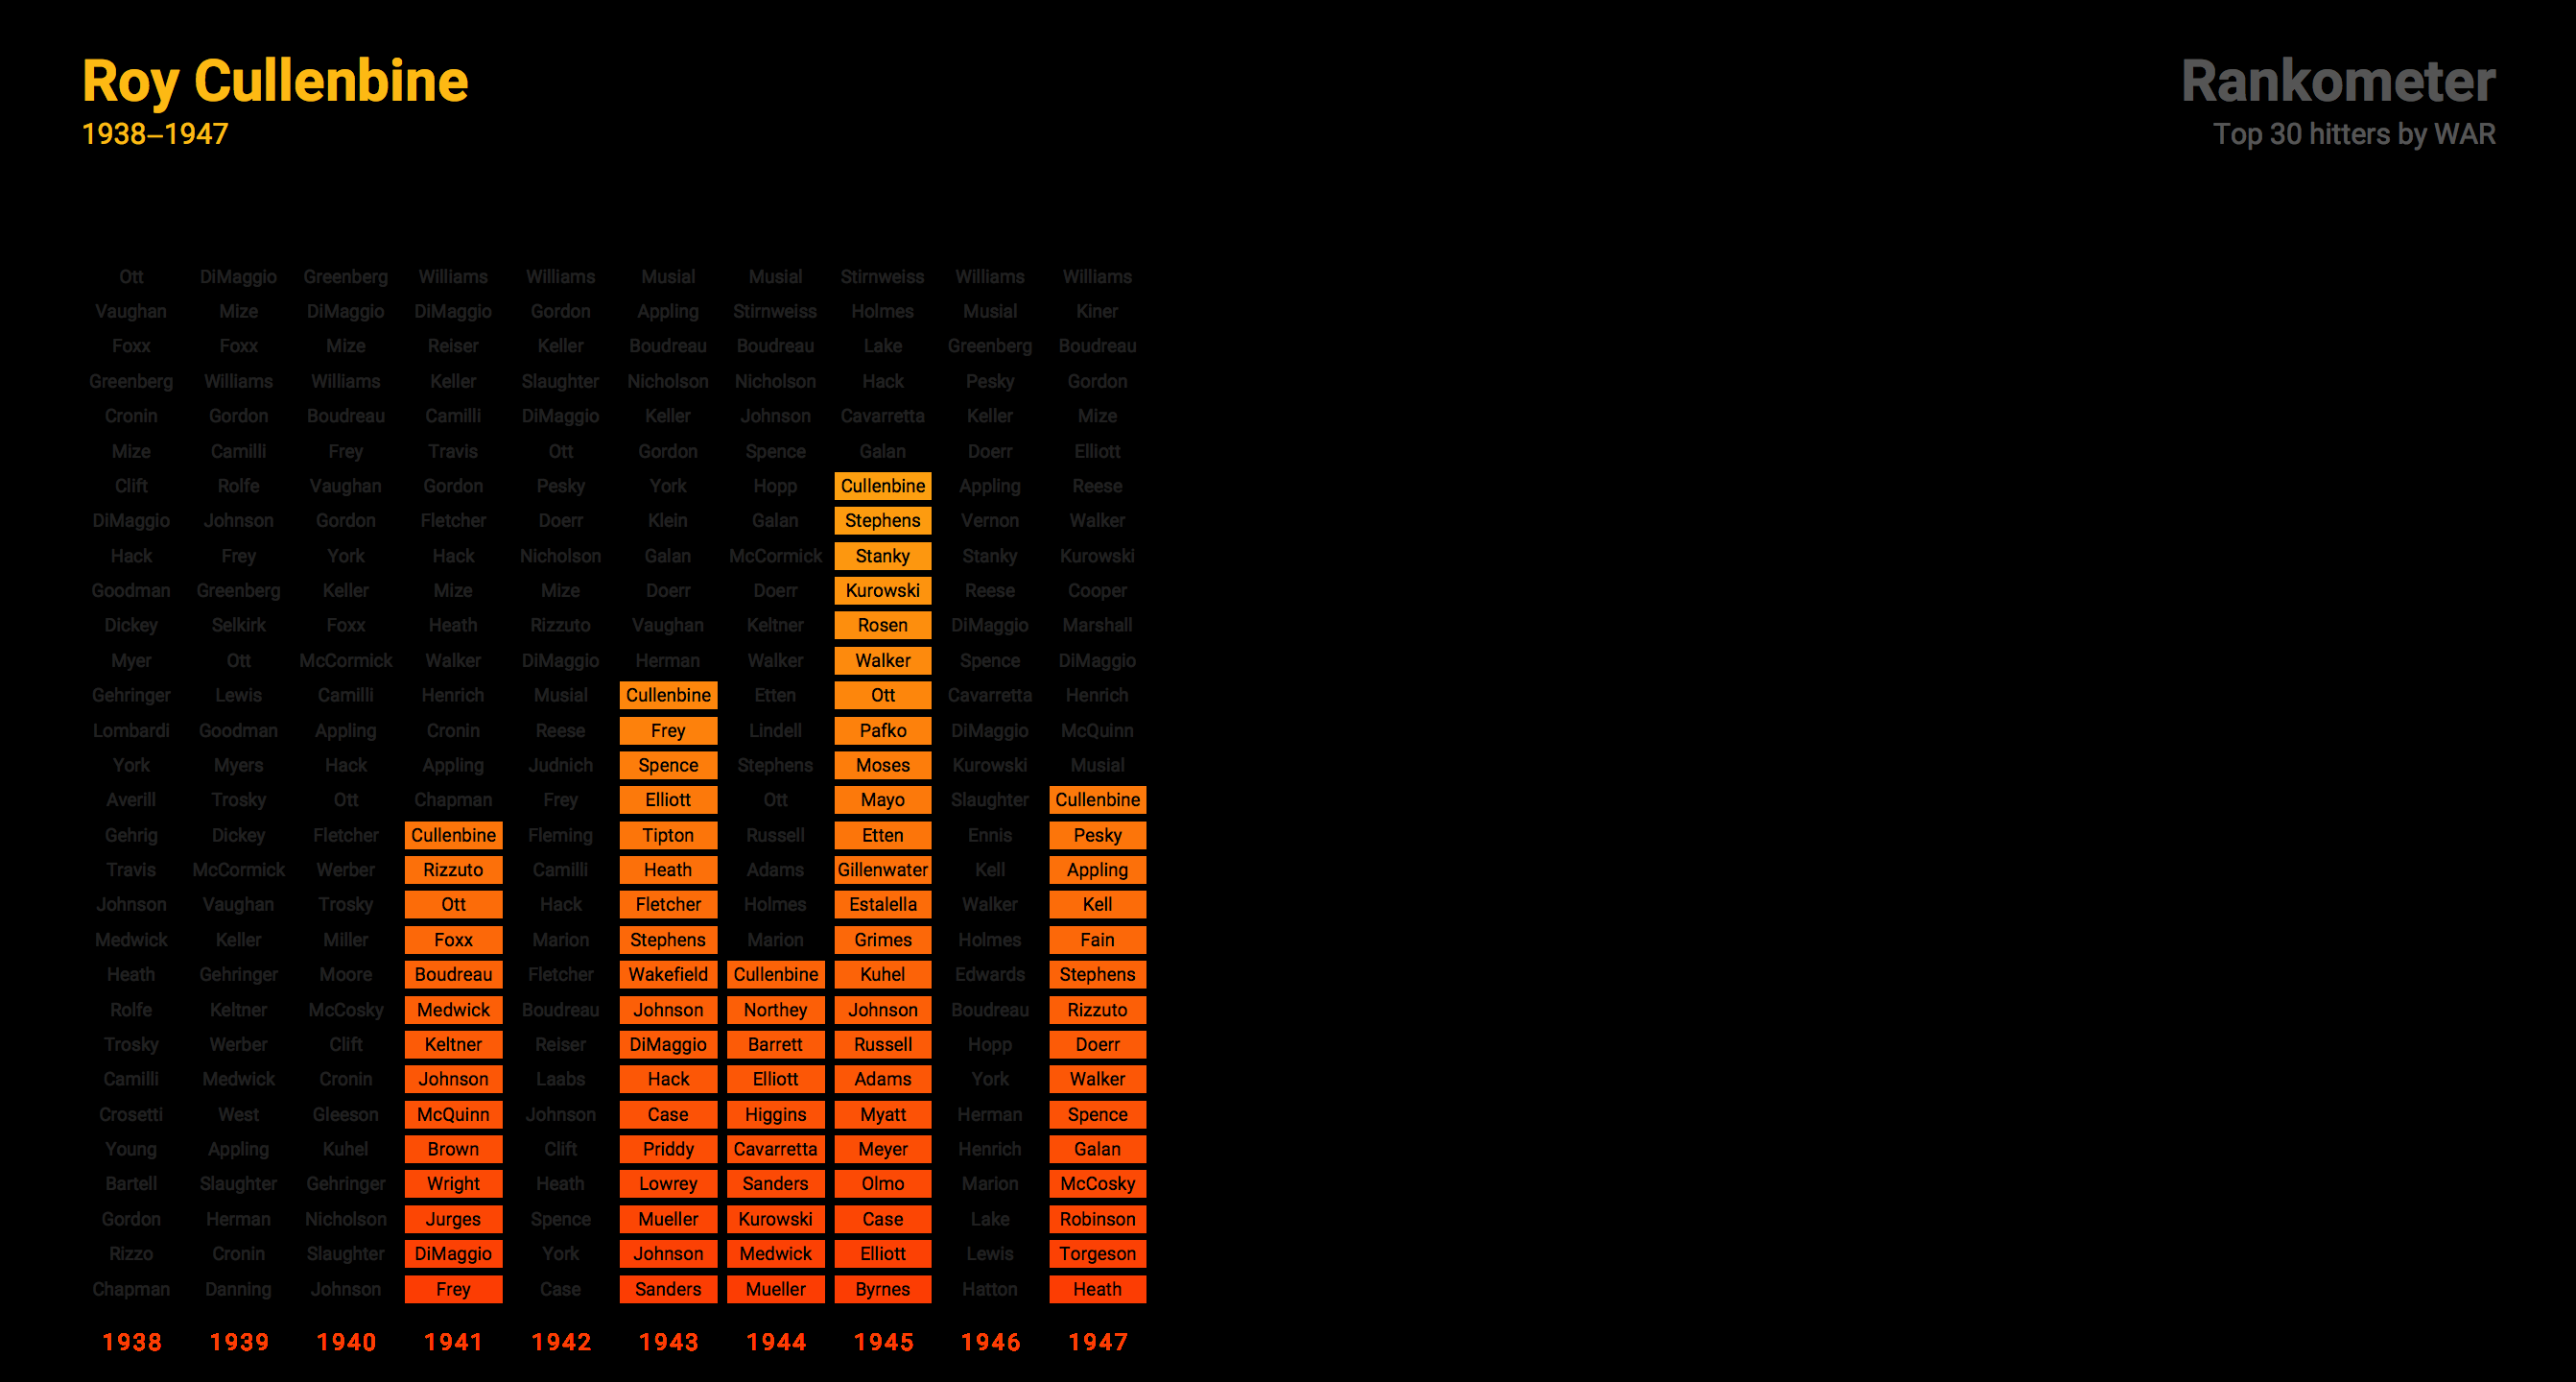 Roy Cullenbine
1938–1947
Rankometer
Top 30 hitters by WAR
Ott DiMaggio Greenberg Williams Williams Musial Musial Stirnweiss Williams Williams
Vaughan Mize DiMaggio DiMaggio Gordon Appling Stirnweiss Holmes Musial Kiner
Foxx Foxx Mize Reiser Keller Boudreau Boudreau Lake Greenberg Boudreau
Greenberg Williams Williams Keller Slaughter Nicholson Nicholson Hack Pesky Gordon
Cronin Gordon Boudreau Camilli DiMaggio Keller Johnson Cavarretta Keller Mize
Mize Camilli Frey Travis Ott Gordon Spence Galan Doerr Elliott
Clift Rolfe Vaughan Gordon Pesky York Hopp Cullenbine Appling Reese
DiMaggio Johnson Gordon Fletcher Doerr Klein Galan Stephens Vernon Walker
Hack Frey York Hack Nicholson Galan McCormick Stanky Stanky Kurowski
Goodman Greenberg Keller Mize Mize Doerr Doerr Kurowski Reese Cooper
Dickey Selkirk Foxx Heath Rizzuto Vaughan Keltner Rosen DiMaggio Marshall
Myer Ott McCormick Walker DiMaggio Herman Walker Walker Spence DiMaggio
Gehringer Lewis Camilli Henrich Musial Cullenbine Etten Ott Cavarretta Henrich
Lombardi Goodman Appling Cronin Reese Frey Lindell Pafko DiMaggio McQuinn
York Myers Hack Appling Judnich Spence Stephens Moses Kurowski Musial
Averill Trosky Ott Chapman Frey Elliott Ott Mayo Slaughter Cullenbine
Gehrig Dickey Fletcher Cullenbine Fleming Tipton Russell Etten Ennis Pesky
Travis McCormick Werber Rizzuto Camilli Heath Adams Gillenwater Kell Appling
Johnson Vaughan Trosky Ott Hack Fletcher Holmes Estalella Walker Kell
Medwick Keller Miller Foxx Marion Stephens Marion Grimes Holmes Fain
Heath Gehringer Moore Boudreau Fletcher Wakefield Cullenbine Kuhel Edwards Stephens
Rolfe Keltner McCosky Medwick Boudreau Johnson Northey Johnson Boudreau Rizzuto
Trosky Werber Clift Keltner Reiser DiMaggio Barrett Russell Hopp Doerr
Camilli Medwick Cronin Johnson Laabs Hack Elliott Adams York Walker
Crosetti West Gleeson McQuinn Johnson Case Higgins Myatt Herman Spence
Young Appling Kuhel Brown Clift Priddy Cavarretta Meyer Henrich Galan
Bartell Slaughter Gehringer Wright Heath Lowrey Sanders Olmo Marion McCosky
Gordon Herman Nicholson Jurges Spence Mueller Kurowski Case Lake Robinson
Rizzo Cronin Slaughter DiMaggio York Johnson Medwick Elliott Lewis Torgeson
Chapman Danning Johnson Frey Case Sanders Mueller Byrnes Hatton Heath
1938 1939 1940 1941 1942 1943 1944 1945 1946 1947